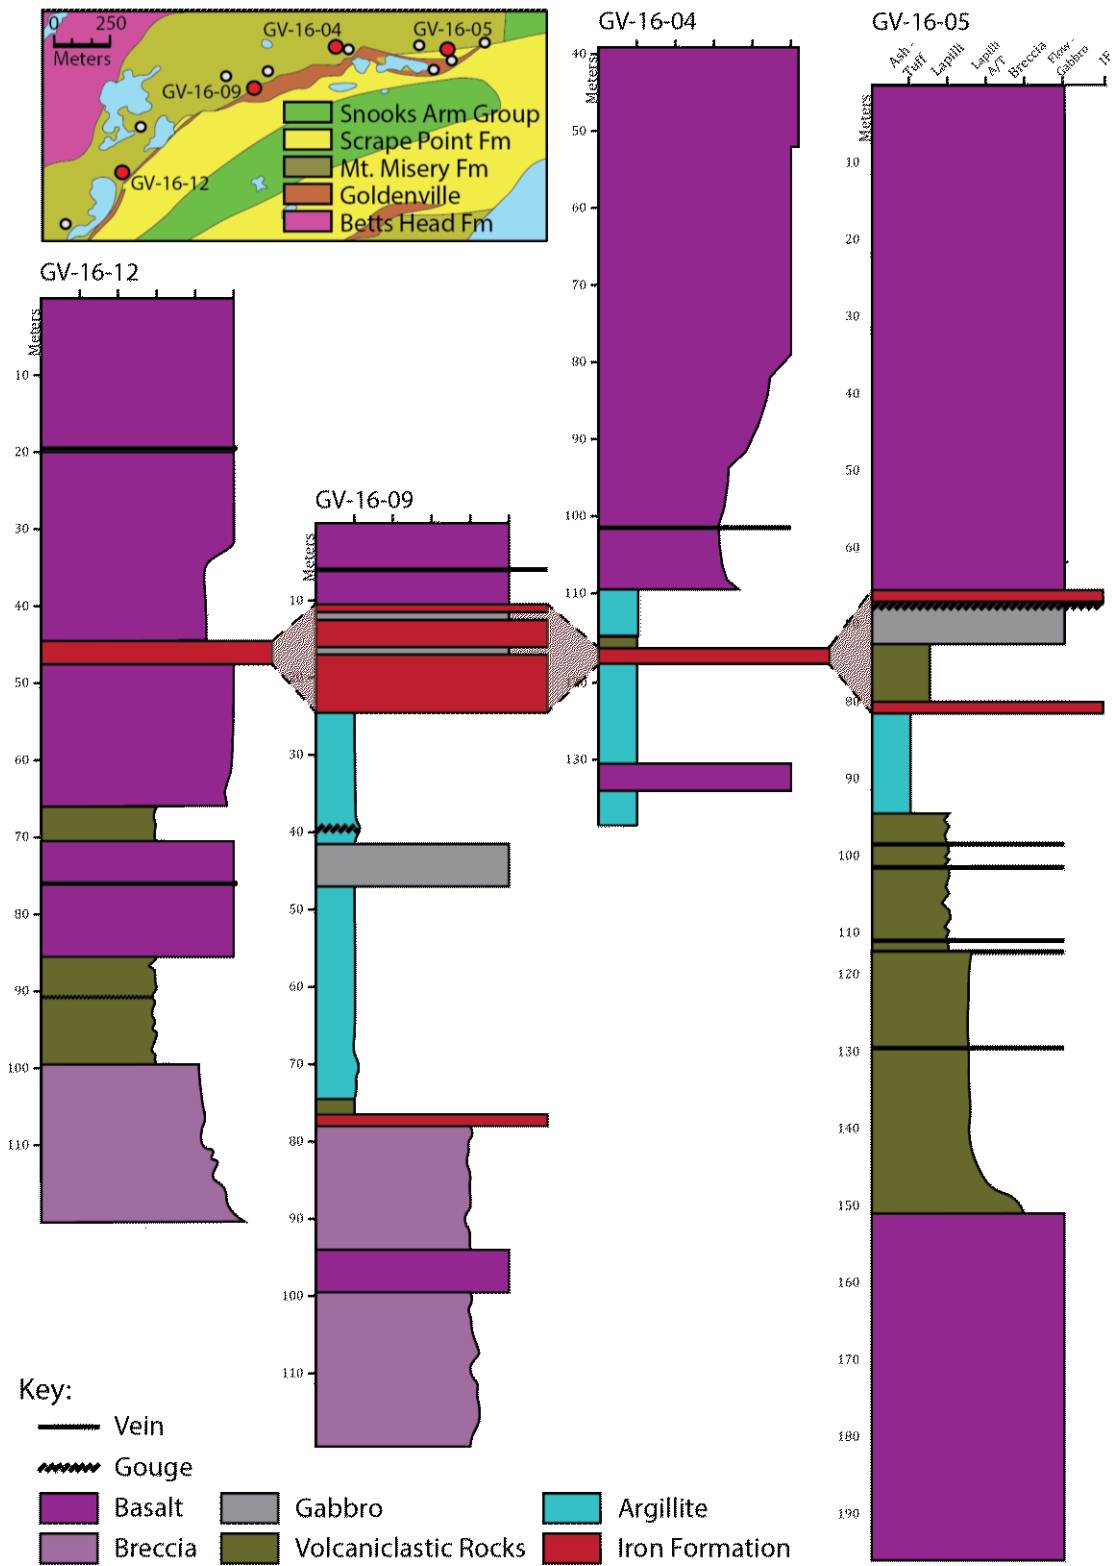 0 250
Meters
GV-16-04
GV-16-05
GV-16-09
GV-16-12
Snooks Arm Group
Scrape Point Fm
Mt. Misery Fm
Goldenville
Betts Head Fm
GV-16-12
Meters
10
20
30
40
50
60
70
80
90
100
110
GV-16-09
Meters
10
30
40
50
60
70
80
90
100
110
GV-16-04
Meters
40
50
60
70
80
90
100
110
130
GV-16-05
Ash - Tuff
Lapilli
Lapilli A/T
Breccia
Flow - Gabbro
IF
Meters
10
20
30
40
50
60
80
90
100
110
120
130
140
150
160
170
180
190
Key:
Vein
Gouge
Basalt
Gabbro
Argillite
Breccia
Volcaniclastic Rocks
Iron Formation